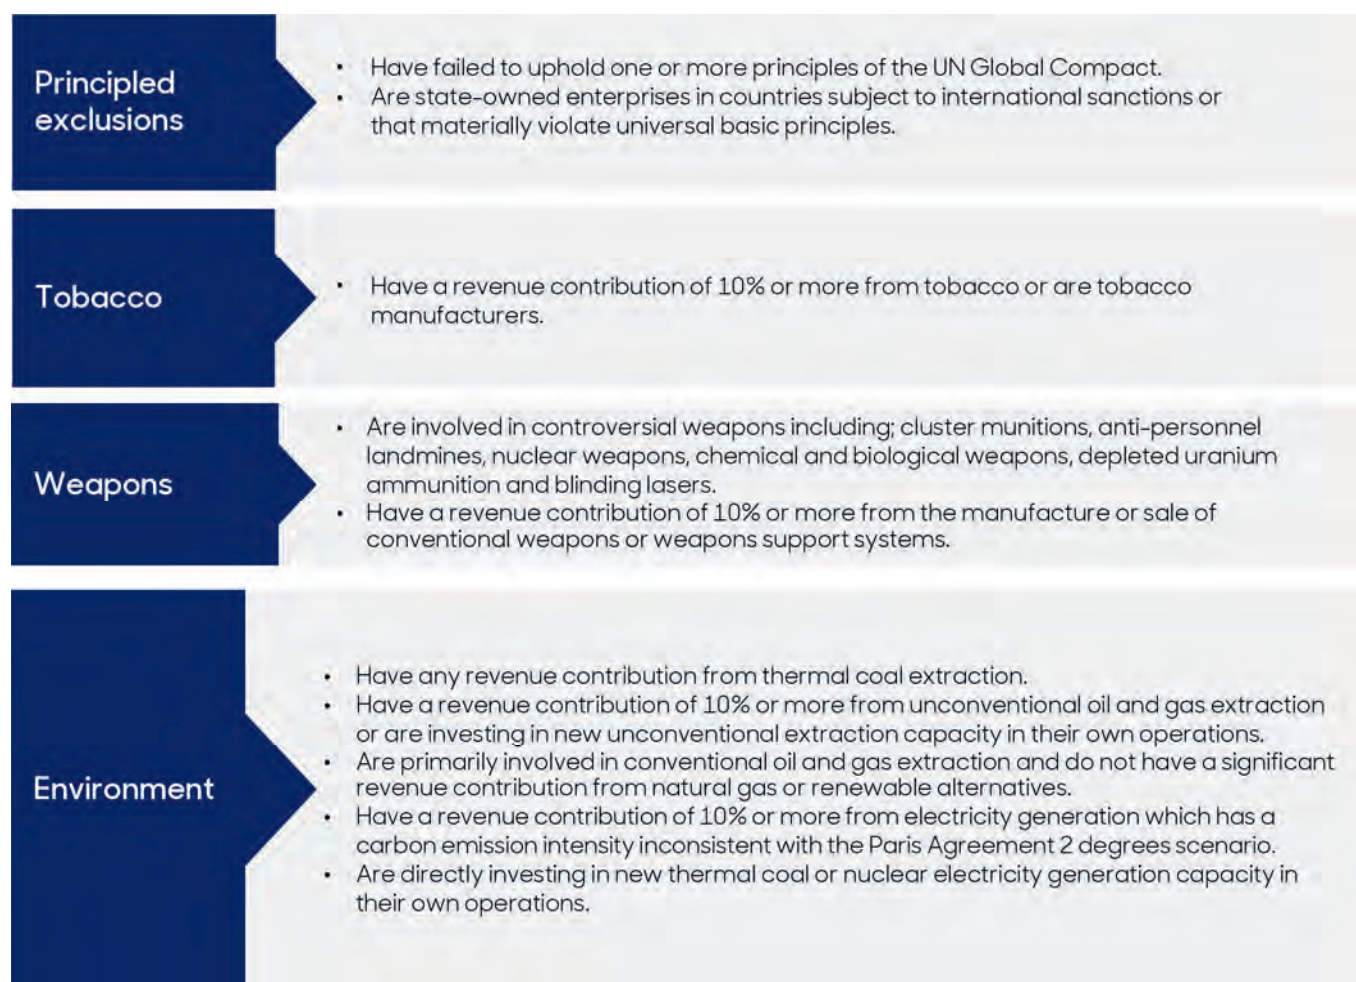 Principled
exclusions
• Have failed to uphold one or more principles of the UN Global Compact.
• Are state-owned enterprises in countries subject to international sanctions or
that materially violate universal basic principles.
Tobacco
• Have a revenue contribution of 10% or more from tobacco or are tobacco
manufacturers.
Weapons
• Are involved in controversial weapons including; cluster munitions, anti-personnel
landmines, nuclear weapons, chemical and biological weapons, depleted uranium
ammunition and blinding lasers.
• Have a revenue contribution of 10% or more from the manufacture or sale of
conventional weapons or weapons support systems.
Environment
• Have any revenue contribution from thermal coal extraction.
• Have a revenue contribution of 10% or more from unconventional oil and gas extraction
or are investing in new unconventional extraction capacity in their own operations.
• Are primarily involved in conventional oil and gas extraction and do not have a significant
revenue contribution from natural gas or renewable alternatives.
• Have a revenue contribution of 10% or more from electricity generation which has a
carbon emission intensity inconsistent with the Paris Agreement 2 degrees scenario.
• Are directly investing in new thermal coal or nuclear electricity generation capacity in
their own operations.